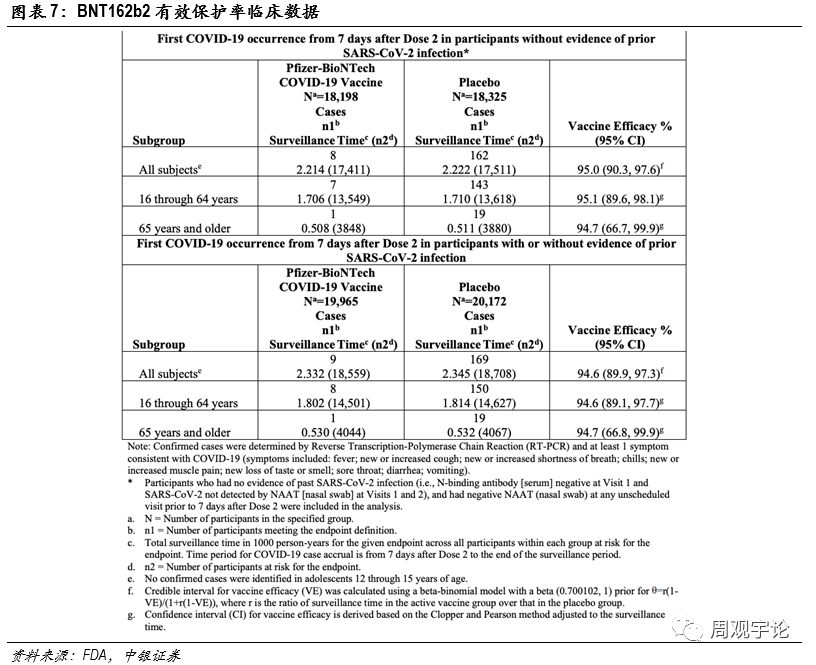 图表 7：BNT162b2 有效保护率临床数据
First COVID-19 occurrence from 7 days after Dose 2 in participants without evidence of prior
SARS-CoV-2 infection*
Subgroup
Pfizer-BioNTech
COVID-19 Vaccine
Nᵃ=18,198
Cases
n1ᵇ
Surveillance Timeᶜ (n2ᵈ)
Placebo
Nᵃ=18,325
Cases
n1ᵇ
Surveillance Timeᶜ (n2ᵈ)
Vaccine Efficacy %
(95% CI)
All subjectsᵉ
8
2.214 (17,411)
162
2.222 (17,511)
95.0 (90.3, 97.6)ᶠ
16 through 64 years
7
1.706 (13,549)
143
1.710 (13,618)
95.1 (89.6, 98.1)ᵍ
65 years and older
1
0.508 (3848)
19
0.511 (3880)
94.7 (66.7, 99.9)ᵍ
First COVID-19 occurrence from 7 days after Dose 2 in participants with or without evidence of prior
SARS-CoV-2 infection
Subgroup
Pfizer-BioNTech
COVID-19 Vaccine
Nᵃ=19,965
Cases
n1ᵇ
Surveillance Timeᶜ (n2ᵈ)
Placebo
Nᵃ=20,172
Cases
n1ᵇ
Surveillance Timeᶜ (n2ᵈ)
Vaccine Efficacy %
(95% CI)
All subjectsᵉ
9
2.332 (18,559)
169
2.345 (18,708)
94.6 (89.9, 97.3)ᶠ
16 through 64 years
8
1.802 (14,501)
150
1.814 (14,627)
94.6 (89.1, 97.7)ᵍ
65 years and older
1
0.530 (4044)
19
0.532 (4067)
94.7 (66.8, 99.9)ᵍ
Note: Confirmed cases were determined by Reverse Transcription-Polymerase Chain Reaction (RT-PCR) and at least 1 symptom
consistent with COVID-19 (symptoms included: fever; new or increased cough; new or increased shortness of breath; chills; new or
increased muscle pain; new loss of taste or smell; sore throat; diarrhea; vomiting).
* Participants who had no evidence of past SARS-CoV-2 infection (i.e., N-binding antibody [serum] negative at Visit 1 and
SARS-CoV-2 not detected by NAAT [nasal swab] at Visits 1 and 2), and had negative NAAT (nasal swab) at any unscheduled
visit prior to 7 days after Dose 2 were included in the analysis.
a. N = Number of participants in the specified group.
b. n1 = Number of participants meeting the endpoint definition.
c. Total surveillance time in 1000 person-years for the given endpoint across all participants within each group at risk for the
endpoint. Time period for COVID-19 case accrual is from 7 days after Dose 2 to the end of the surveillance period.
d. n2 = Number of participants at risk for the endpoint.
e. No confirmed cases were identified in adolescents 12 through 15 years of age.
f. Credible interval for vaccine efficacy (VE) was calculated using a beta-binomial model with a beta (0.700102, 1) prior for θ=r(1-
VE)/(1+r(1-VE)), where r is the ratio of surveillance time in the active vaccine group over that in the placebo group.
g. Confidence interval (CI) for vaccine efficacy is derived based on the Clopper and Pearson method adjusted to the surveillance
time.
周观宇论
资料来源：FDA，中银证券